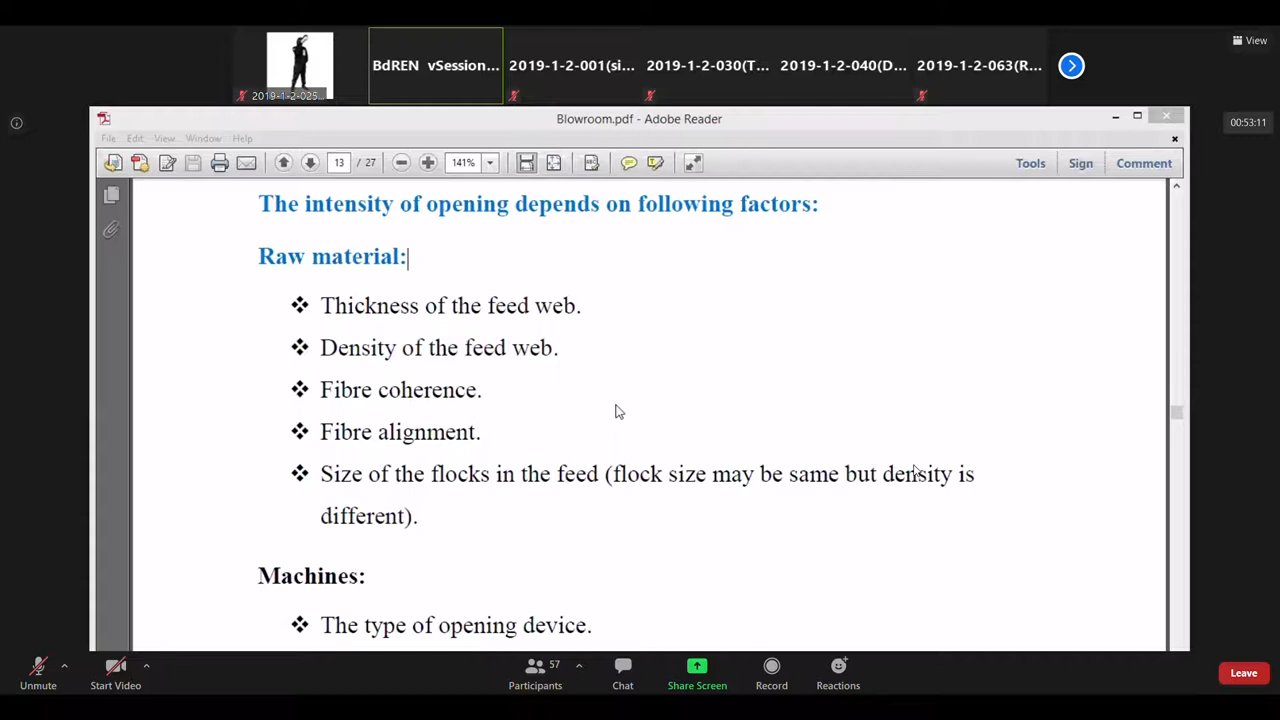 View
BdREN vSession... 2019-1-2-001(si... 2019-1-2-030(T... 2019-1-2-040(D... 2019-1-2-063(R...
2019-1-2-025...
Blowroom.pdf - Adobe Reader
00:53:11
File Edit View Window Help
13 / 27 141% Tools Sign Comment
The intensity of opening depends on following factors:
Raw material:
❖ Thickness of the feed web.
❖ Density of the feed web.
❖ Fibre coherence.
❖ Fibre alignment.
❖ Size of the flocks in the feed (flock size may be same but density is
different).
Machines:
❖ The type of opening device.
57
Unmute Start Video Participants Chat Share Screen Record Reactions Leave